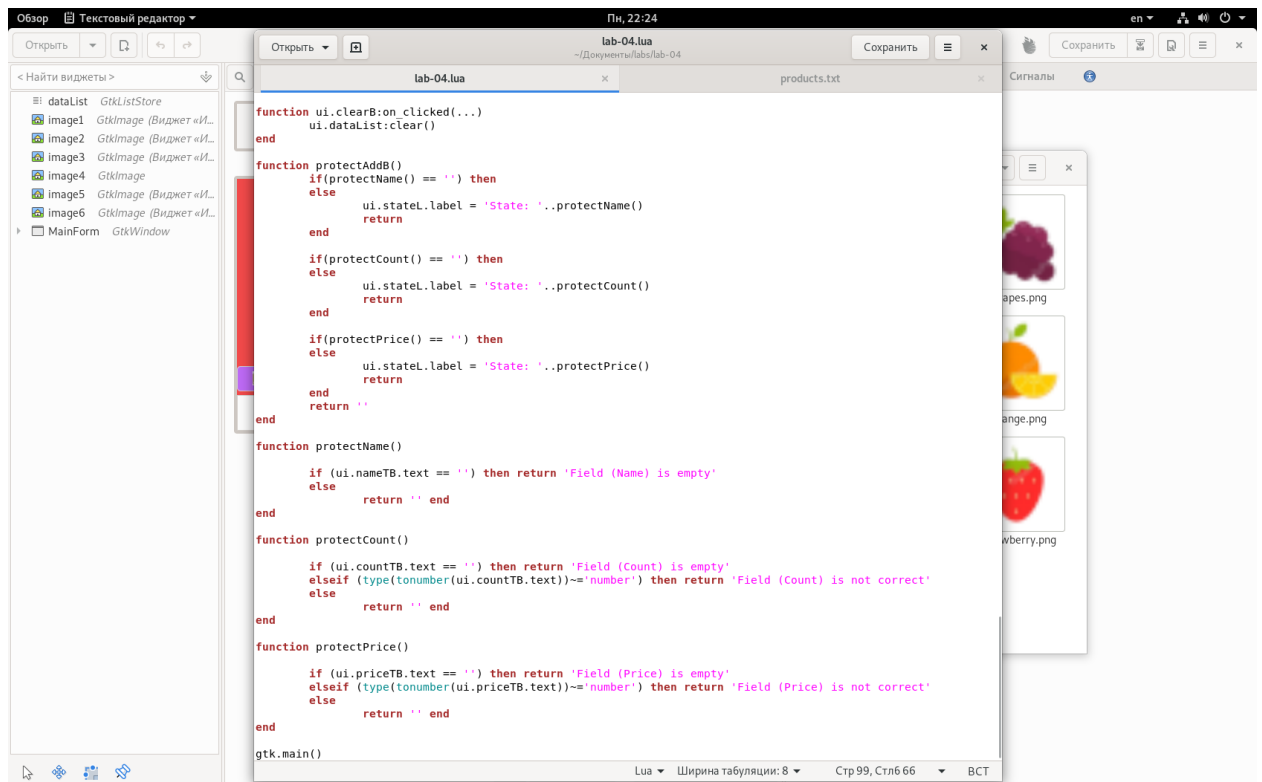 Обзор Текстовый редактор Пн, 22:24 en
Открыть
< Найти виджеты >
dataList GtkListStore
image1 GtkImage (Виджет «И...
image2 GtkImage (Виджет «И...
image3 GtkImage (Виджет «И...
image4 GtkImage
image5 GtkImage (Виджет «И...
image6 GtkImage (Виджет «И...
MainForm GtkWindow
Открыть lab-04.lua Сохранить
~/Документы/labs/lab-04
lab-04.lua products.txt
function ui.clearB:on_clicked(...)
ui.dataList:clear()
end
function protectAddB()
if(protectName() == '') then
else
ui.stateL.label = 'State: '..protectName()
return
end
if(protectCount() == '') then
else
ui.stateL.label = 'State: '..protectCount()
return
end
if(protectPrice() == '') then
else
ui.stateL.label = 'State: '..protectPrice()
return
end
return ''
end
function protectName()
if (ui.nameTB.text == '') then return 'Field (Name) is empty'
else
return '' end
end
function protectCount()
if (ui.countTB.text == '') then return 'Field (Count) is empty'
elseif (type(tonumber(ui.countTB.text))~='number') then return 'Field (Count) is not correct'
else
return '' end
end
function protectPrice()
if (ui.priceTB.text == '') then return 'Field (Price) is empty'
elseif (type(tonumber(ui.priceTB.text))~='number') then return 'Field (Price) is not correct'
else
return '' end
end
gtk.main()
Lua Ширина табуляции: 8 Стр 99, Стлб 66 ВСТ
Сохранить
Сигналы
apes.png
ange.png
wberry.png